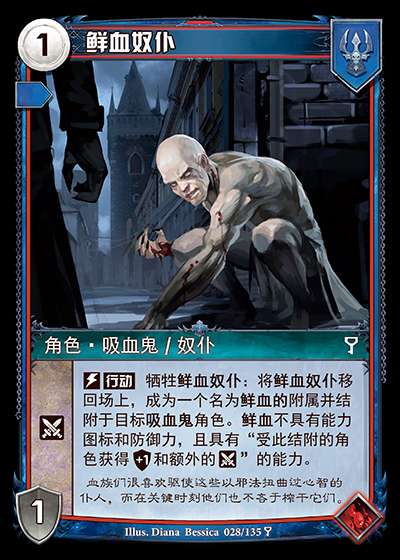 1
鲜血奴仆
角色·吸血鬼 / 奴仆
行动 牺牲鲜血奴仆：将鲜血奴仆移
回场上，成为一个名为鲜血的附属并结
附于目标吸血鬼角色。鲜血不具有能力
图标和防御力，且具有“受此结附的角
色获得 +1 和额外的 ” 的能力。
血族们很喜欢驱使这些以邪法扭曲过心智的
仆人，而在关键时刻他们也不吝于榨干它们。
1
Illus. Diana Bessica 028/135